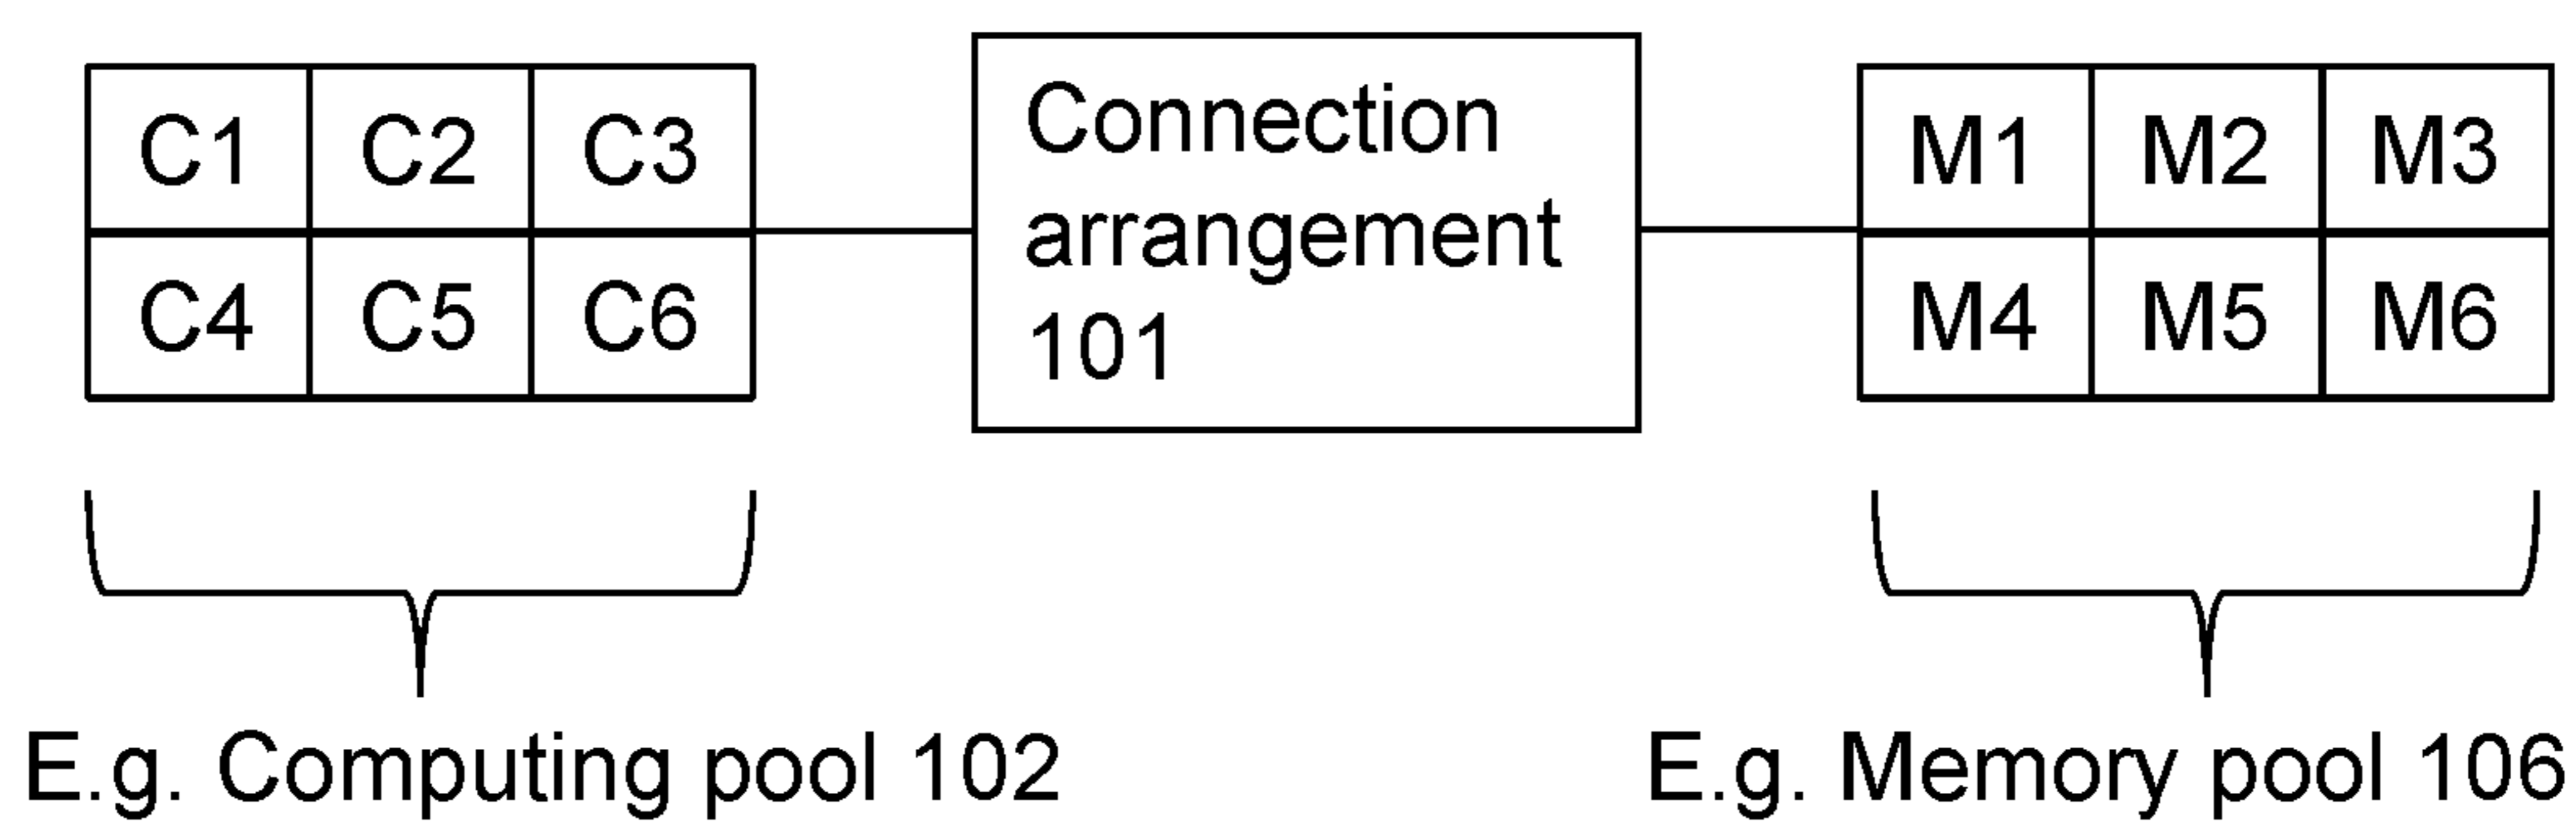 C1 C2 C3
C4 C5 C6
Connection
arrangement
101
M1 M2 M3
M4 M5 M6
E.g. Computing pool 102
E.g. Memory pool 106